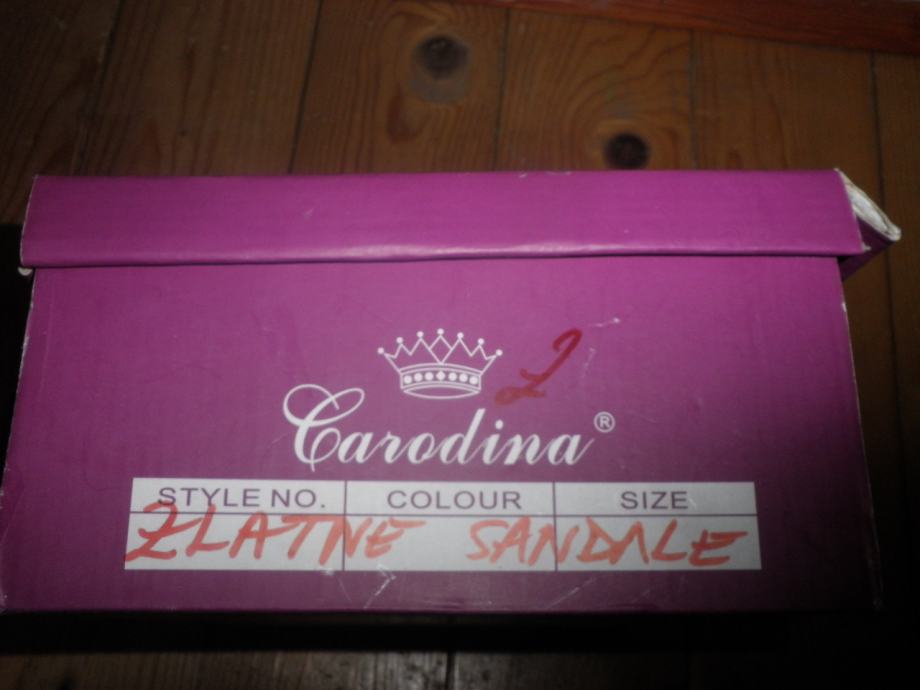 2
Carodina®
STYLE NO. COLOUR SIZE
ZLATNE SANDALE